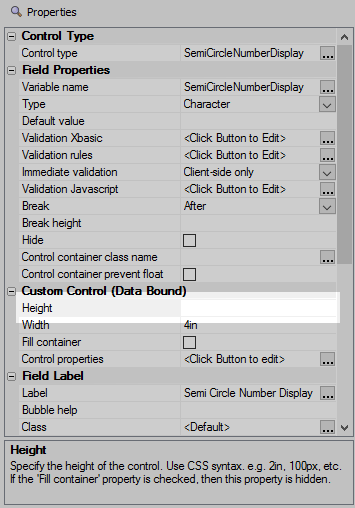 Properties
Control Type
Control type SemiCircleNumberDisplay ...
Field Properties
Variable name SemiCircleNumberDisplay ...
Type Character
Default value
Validation Xbasic <Click Button to Edit> ...
Validation rules <Click Button to Edit> ...
Immediate validation Client-side only
Validation Javascript <Click Button to Edit> ...
Break After
Break height
Hide
Control container class name ...
Control container prevent float
Custom Control (Data Bound)
Height
Width 4in
Fill container
Control properties <Click Button to edit> ...
Field Label
Label Semi Circle Number Display ...
Bubble help
Class <Default> ...
Height
Specify the height of the control. Use CSS syntax. e.g. 2in, 100px, etc.
If the 'Fill container' property is checked, then this property is hidden.